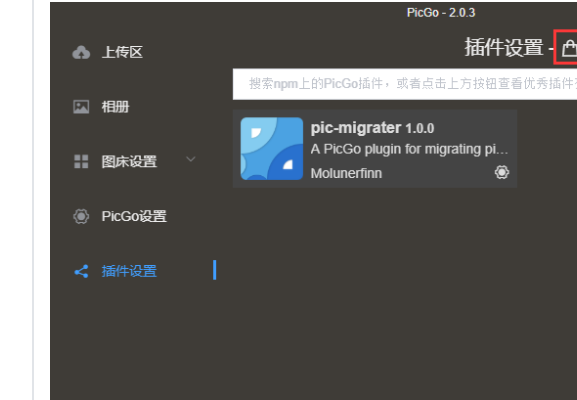 PicGo - 2.0.3
上传区
插件设置 -
搜索npm上的PicGo插件，或者点击上方按钮查看优秀插件
相册
pic-migrater 1.0.0
A PicGo plugin for migrating pi...
Molunerfinn
图床设置
PicGo设置
插件设置